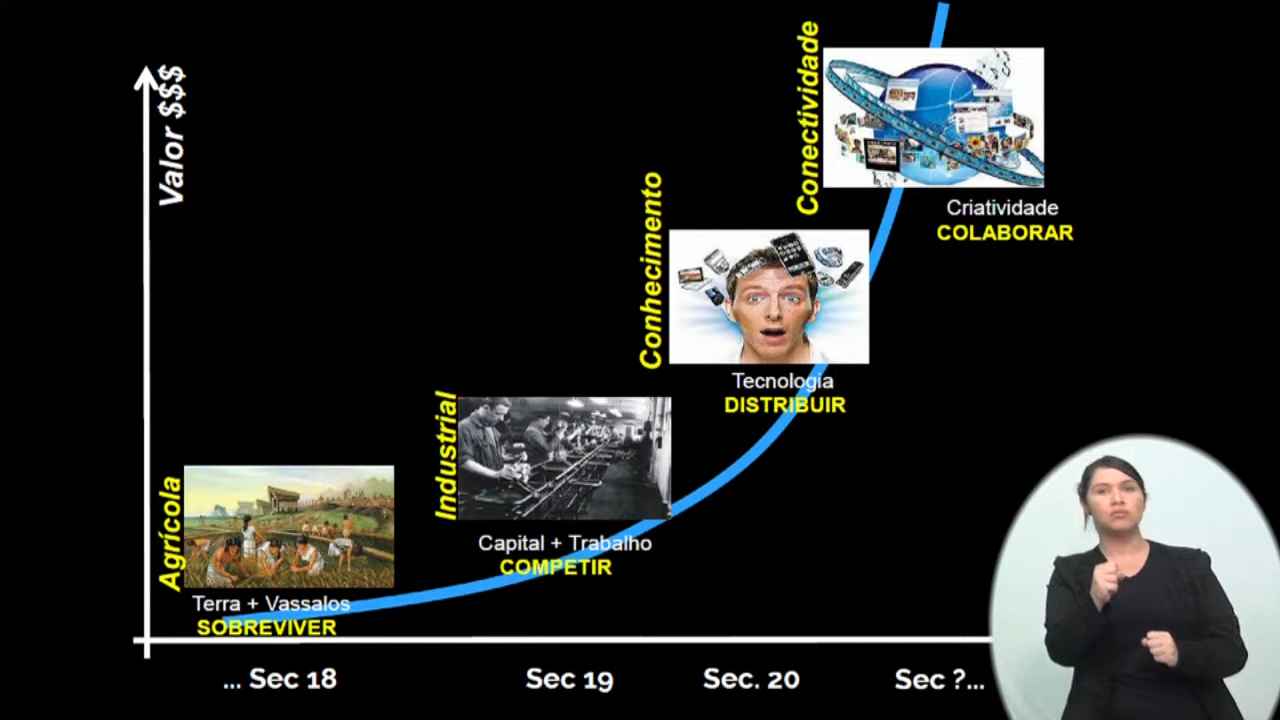 Valor $$$
Agrícola
Terra + Vassalos
SOBREVIVER
Industrial
Capital + Trabalho
COMPETIR
Conhecimento
Tecnologia
DISTRIBUIR
Conectividade
Criatividade
COLABORAR
... Sec 18
Sec 19
Sec. 20
Sec ?...